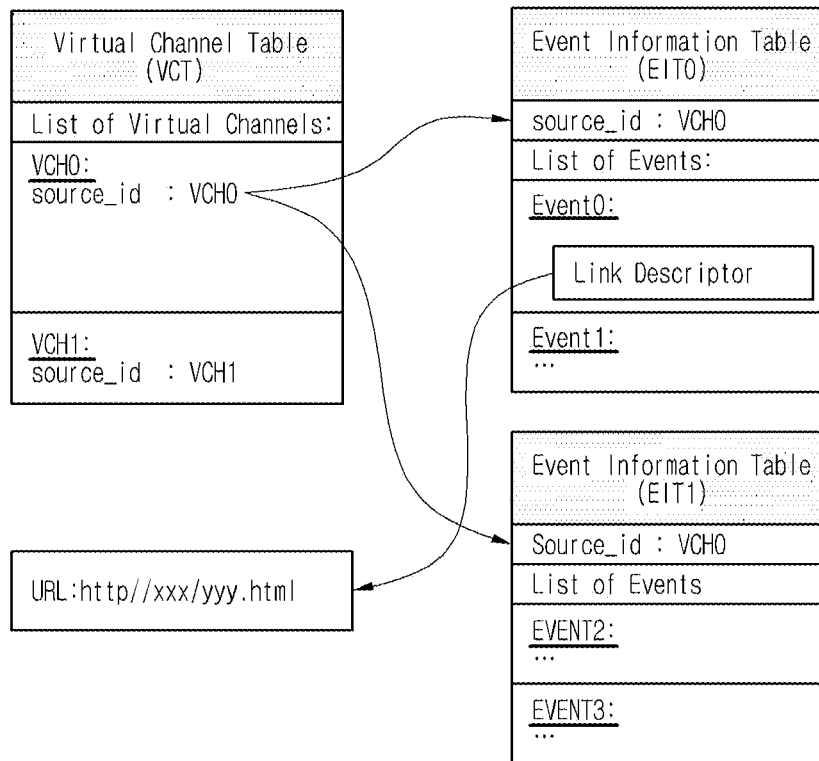 Virtual Channel Table
(VCT)
List of Virtual Channels:
VCH0:
source_id : VCH0
VCH1:
source_id : VCH1
URL:http//xxx/yyy.html
Event Information Table
(EIT0)
source_id : VCH0
List of Events:
Event0:
Link Descriptor
Event1:
...
Event Information Table
(EIT1)
Source_id : VCH0
List of Events
EVENT2:
...
EVENT3:
...